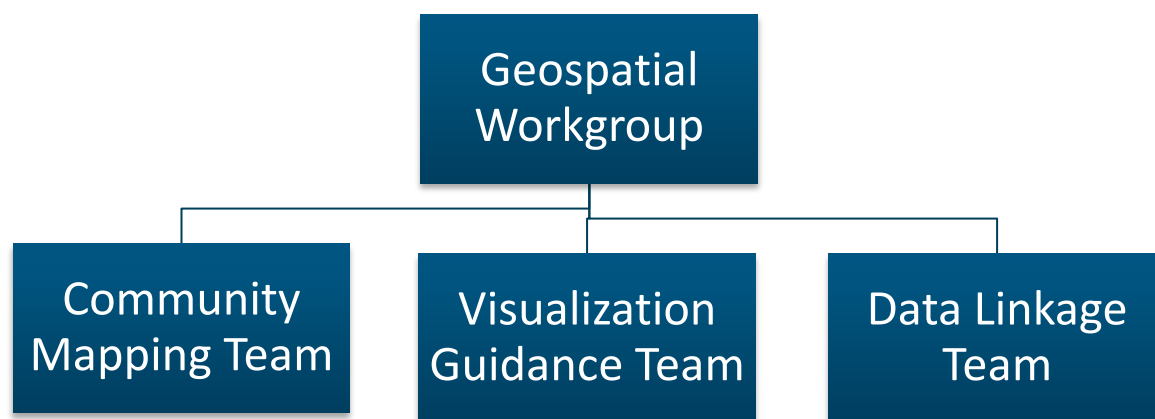 Geospatial
Workgroup
Community
Mapping Team
Visualization
Guidance Team
Data Linkage
Team